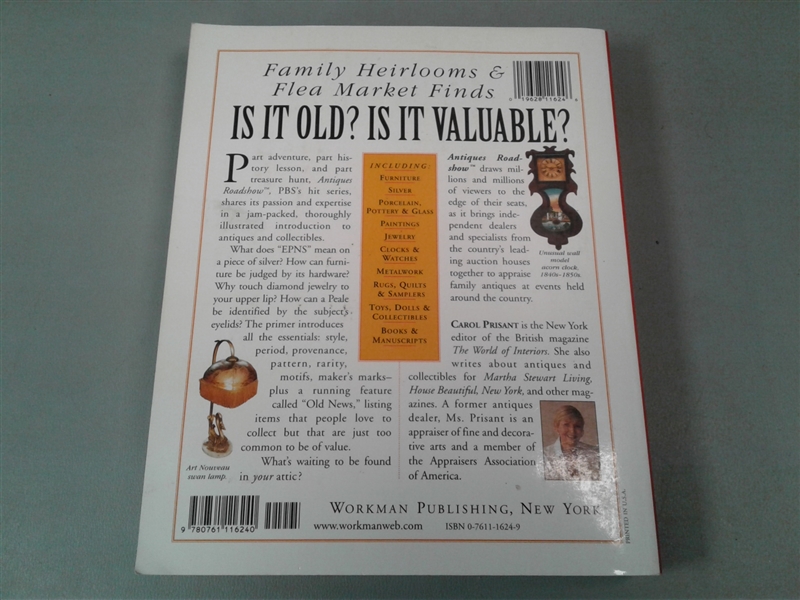 Family Heirlooms &
Flea Market Finds
9 19628 11624 6
IS IT OLD? IS IT VALUABLE?
Part adventure, part his-
tory lesson, and part
treasure hunt, Antiques
Roadshow™, PBS's hit series,
shares its passion and expertise
in a jam-packed, thoroughly
illustrated introduction to
antiques and collectibles.
What does "EPNS" mean on
a piece of silver? How can furni-
ture be judged by its hardware?
Why touch diamond jewelry to
your upper lip? How can a Peale
be identified by the subject's
eyelids? The primer introduces
all the essentials: style,
period, provenance,
pattern, rarity,
motifs, maker's marks–
plus a running feature
called "Old News," listing
items that people love to
collect but that are just too
common to be of value.
What's waiting to be found
in your attic?
Art Nouveau
swan lamp.
INCLUDING:
FURNITURE
SILVER
PORCELAIN,
POTTERY & GLASS
PAINTINGS
JEWELRY
CLOCKS &
WATCHES
METALWORK
RUGS, QUILTS
& SAMPLERS
TOYS, DOLLS &
COLLECTIBLES
BOOKS &
MANUSCRIPTS
Antiques Road-
show™ draws mil-
lions and millions
of viewers to the
edge of their seats,
as it brings inde-
pendent dealers
and specialists from
the country's lead-
ing auction houses
together to appraise
family antiques at events held
around the country.
Unusual wall
model
acorn clock,
1840s-1850s.
CAROL PRISANT is the New York
editor of the British magazine
The World of Interiors. She also
writes about antiques and
collectibles for Martha Stewart Living,
House Beautiful, New York, and other mag-
azines. A former antiques
dealer, Ms. Prisant is an
appraiser of fine and decora-
tive arts and a member of
the Appraisers Association
of America.
9 780761 116240
WORKMAN PUBLISHING, NEW YORK
www.workmanweb.com ISBN 0-7611-1624-9
PRINTED IN U.S.A.